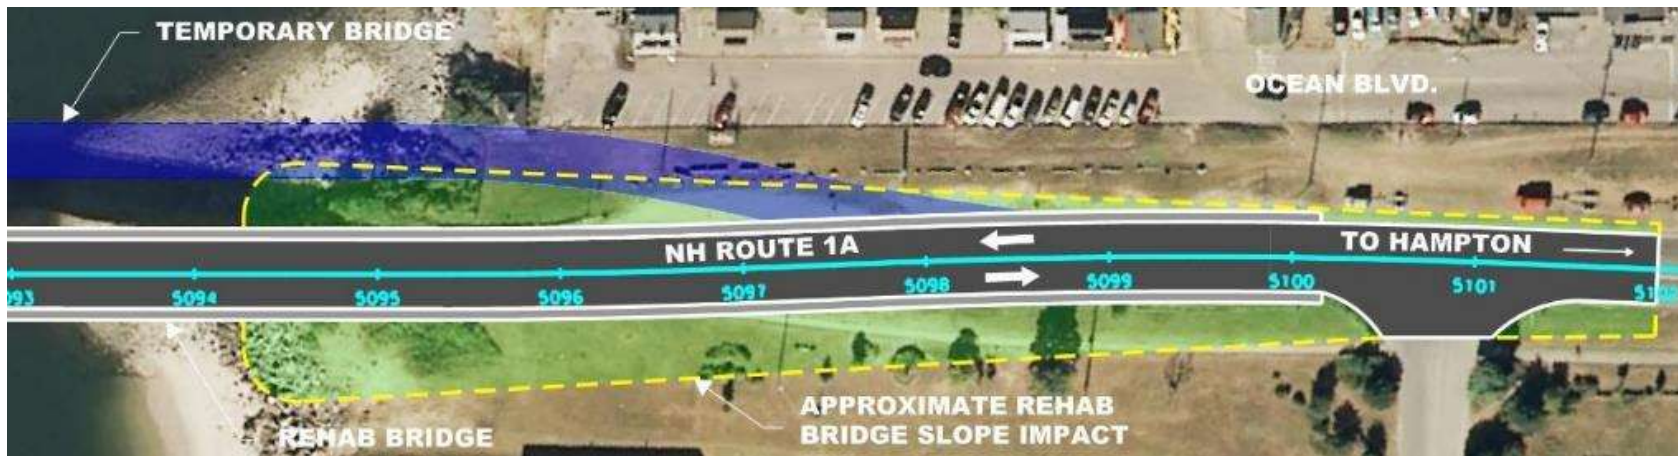 TEMPORARY BRIDGE
OCEAN BLVD.
NH ROUTE 1A
TO HAMPTON
5094
5095
5096
5097
5098
5099
5100
5101
REHAB BRIDGE
APPROXIMATE REHAB
BRIDGE SLOPE IMPACT